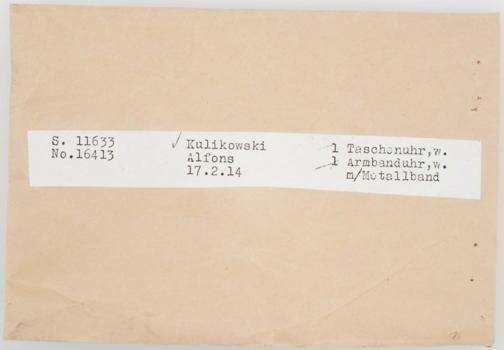 S. 11633
No.16413
✓ Kulikowski
Alfons
17.2.14
1 Taschenuhr,w.
1 Armbanduhr,w.
m/Metallband